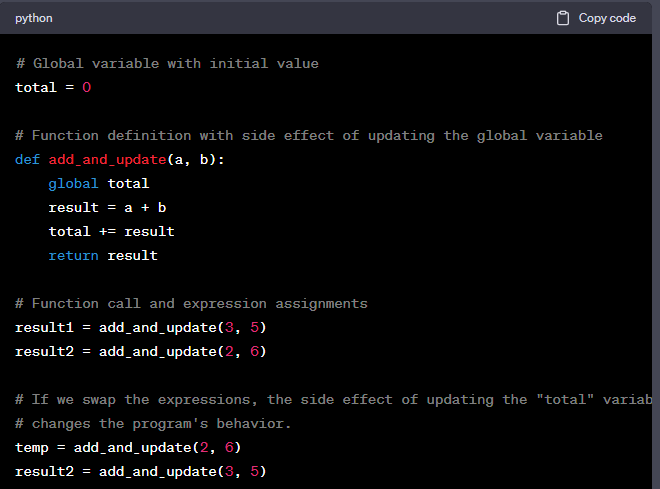 python
Copy code
# Global variable with initial value
total = 0
# Function definition with side effect of updating the global variable
def add_and_update(a, b):
global total
result = a + b
total += result
return result
# Function call and expression assignments
result1 = add_and_update(3, 5)
result2 = add_and_update(2, 6)
# If we swap the expressions, the side effect of updating the "total" variab
# changes the program's behavior.
temp = add_and_update(2, 6)
result2 = add_and_update(3, 5)